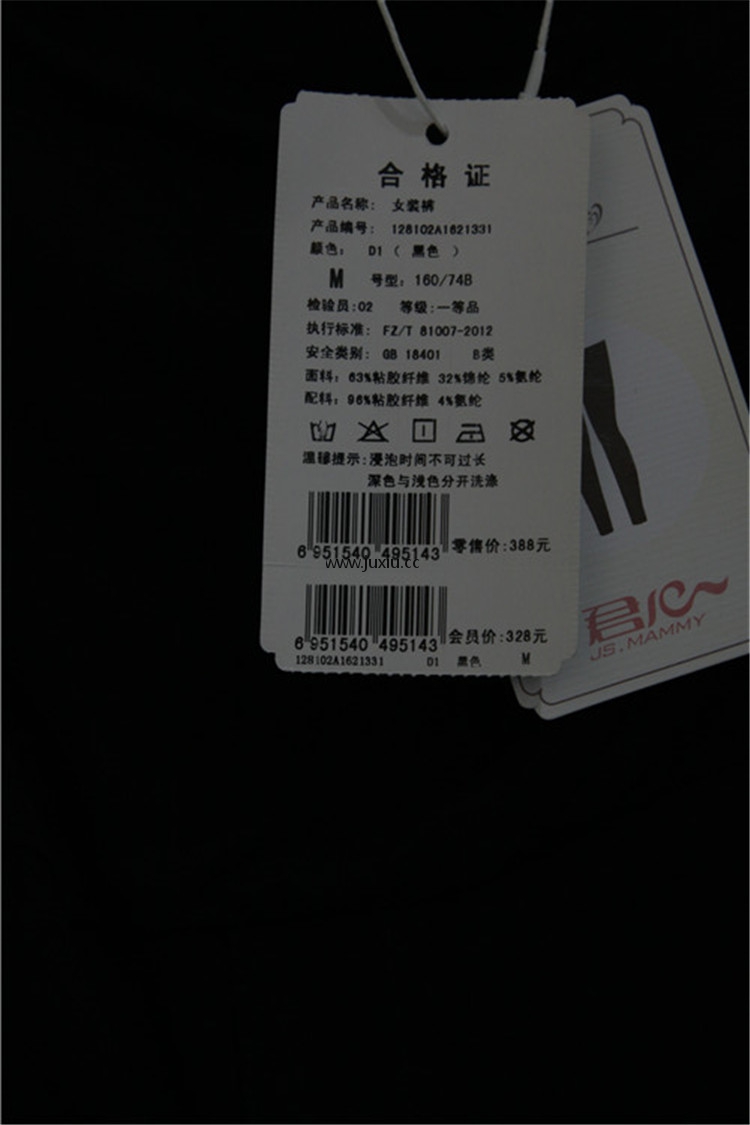 合格证
产品名称: 女装裤
产品编号: 128102A1621331
颜色: D1 ( 黑色 )
M 号型: 160/74B
检验员:02 等级:一等品
执行标准: FZ/T 81007-2012
安全类别: GB 18401 B类
面料: 63%粘胶纤维 32%锦纶 5%氨纶
配料: 96%粘胶纤维 4%氨纶
温馨提示:浸泡时间不可过长
深色与浅色分开洗涤
6 951540 495143 零售价:388元
www.juxid.cc
6 951540 495143 会员价:328元
128102A1621331 D1 黑色 M
JS.MAMMY